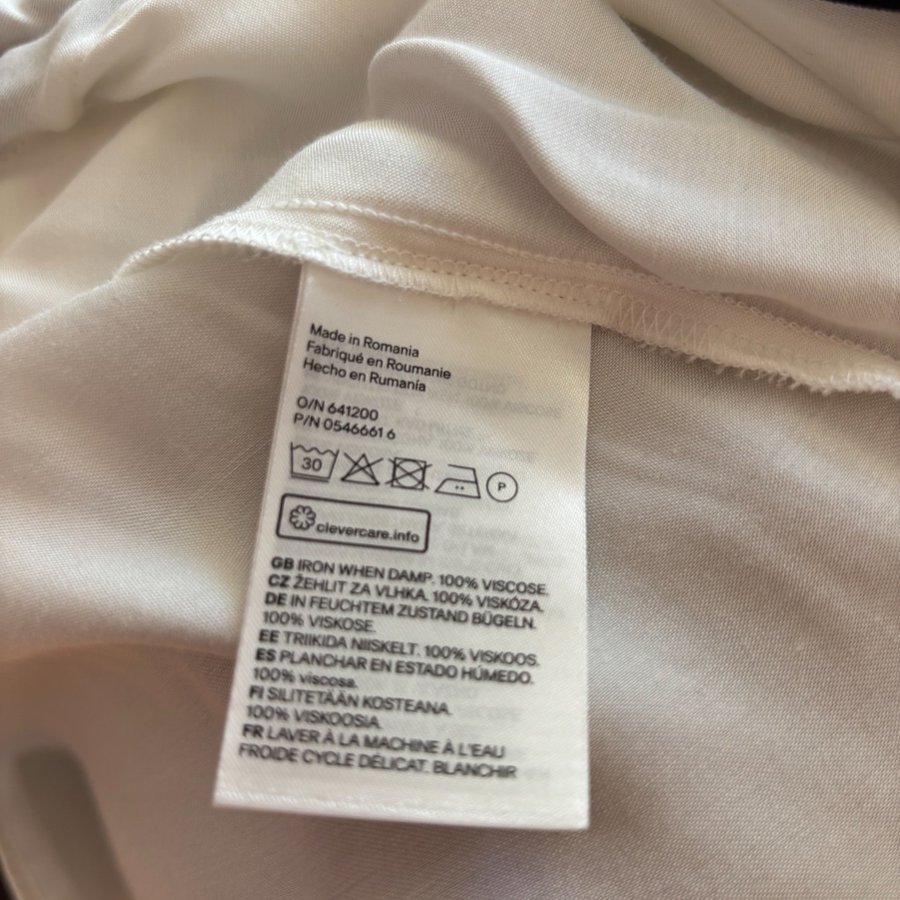 Made in Romania
Fabriqué en Roumanie
Hecho en Rumanía
O/N 641200
P/N 0546661 6
30
P
clevercare.info
GB IRON WHEN DAMP. 100% VISCOSE.
CZ ŽEHLIT ZA VLHKA. 100% VISKÓZA.
DE IN FEUCHTEM ZUSTAND BÜGELN.
100% VISKOSE.
EE TRIIKIDA NIISKELT. 100% VISKOOS.
ES PLANCHAR EN ESTADO HÚMEDO.
100% viscosa.
FI SILITETÄÄN KOSTEANA.
100% VISKOOSIA.
FR LAVER À LA MACHINE À L'EAU
FROIDE CYCLE DÉLICAT. BLANCHIR